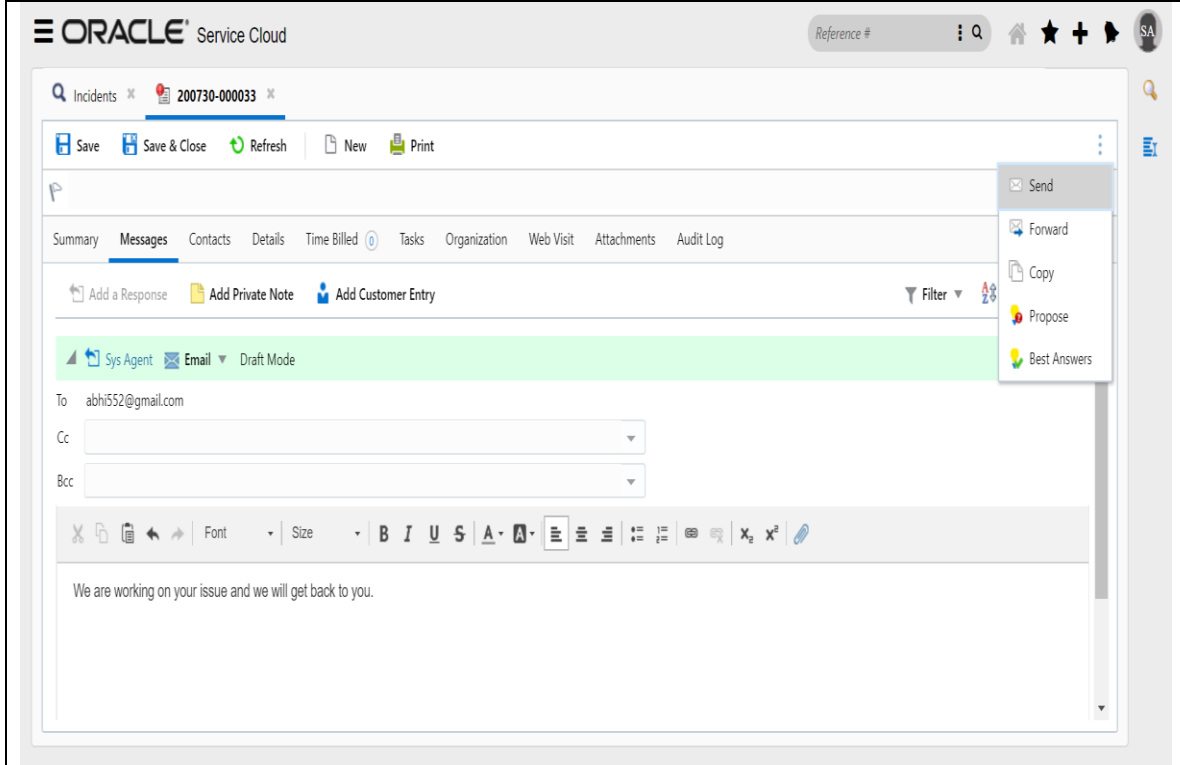 ORACLE Service Cloud Reference # SA
Incidents 200730-000033
Save Save & Close Refresh New Print
Send
Summary Messages Contacts Details Time Billed 0 Tasks Organization Web Visit Attachments Audit Log
Forward
Copy
Add a Response Add Private Note Add Customer Entry Filter
Propose
Sys Agent Email Draft Mode
Best Answers
To abhi552@gmail.com
Cc
Bcc
Font Size B I U S A A X₂ X²
We are working on your issue and we will get back to you.